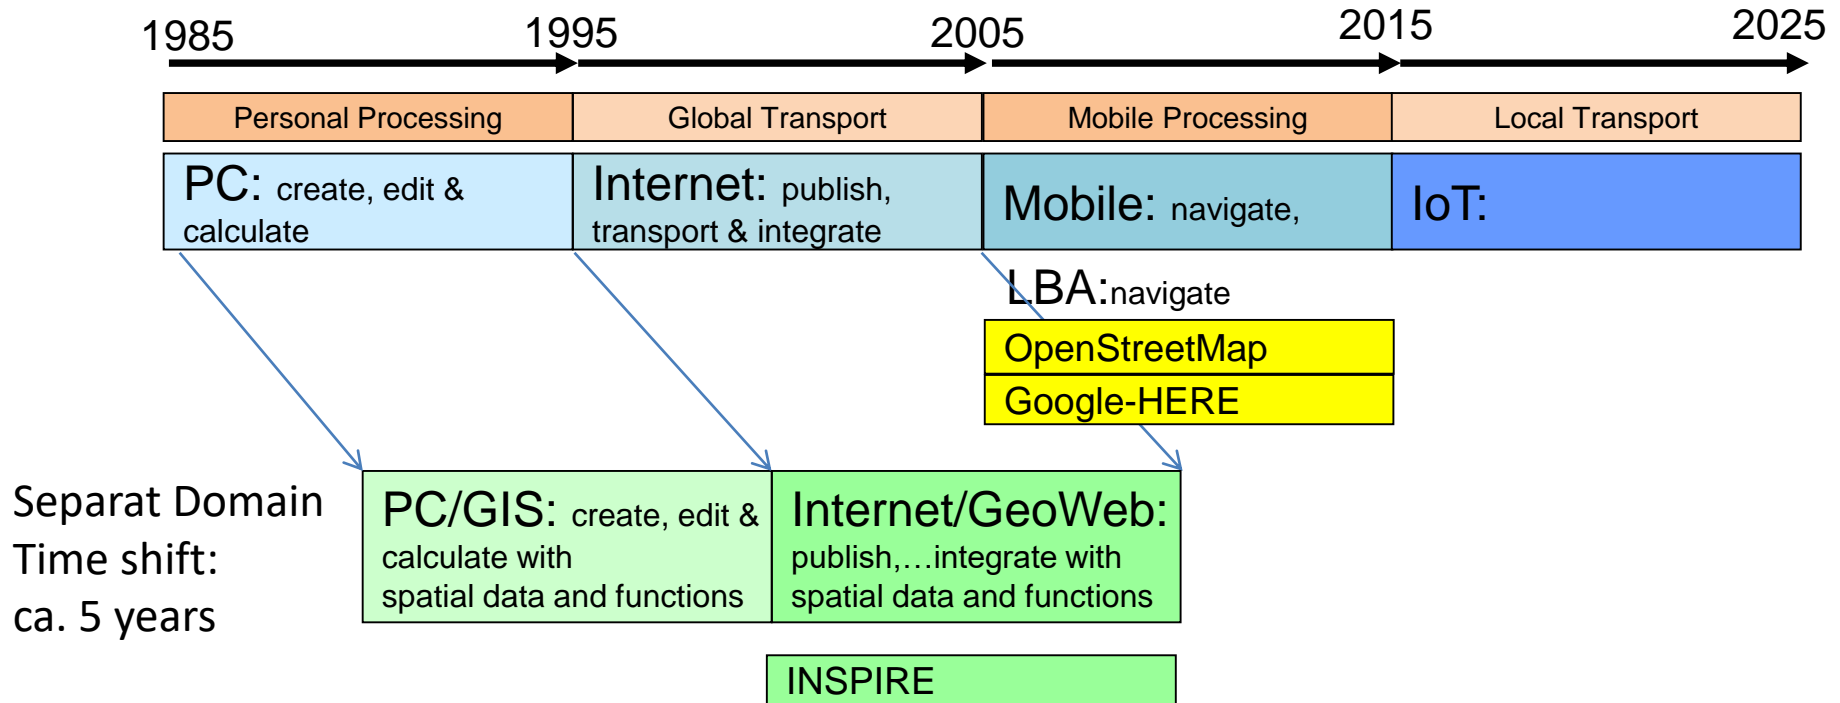 1985 1995 2005 2015 2025
Personal Processing Global Transport Mobile Processing Local Transport
PC: create, edit &
calculate
Internet: publish,
transport & integrate
Mobile: navigate,
IoT:
LBA:navigate
OpenStreetMap
Google-HERE
Separat Domain
Time shift:
ca. 5 years
PC/GIS: create, edit &
calculate with
spatial data and functions
Internet/GeoWeb:
publish,…integrate with
spatial data and functions
INSPIRE